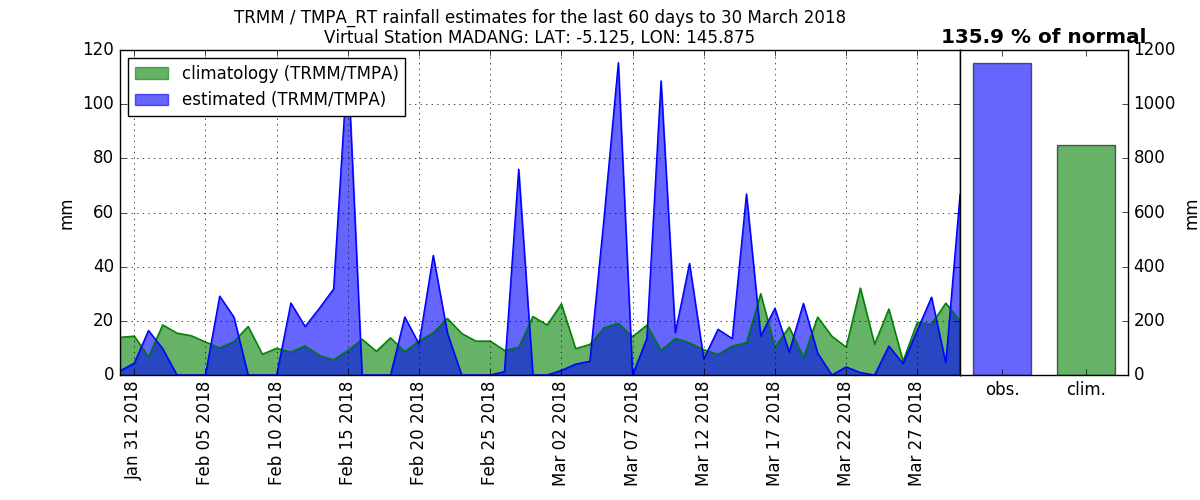 TRMM / TMPA_RT rainfall estimates for the last 60 days to 30 March 2018
Virtual Station MADANG: LAT: -5.125, LON: 145.875
135.9 % of normal
climatology (TRMM/TMPA)
estimated (TRMM/TMPA)
120
100
80
60
40
20
0
mm
1200
1000
800
600
400
200
0
mm
Jan 31 2018
Feb 05 2018
Feb 10 2018
Feb 15 2018
Feb 20 2018
Feb 25 2018
Mar 02 2018
Mar 07 2018
Mar 12 2018
Mar 17 2018
Mar 22 2018
Mar 27 2018
obs.
clim.